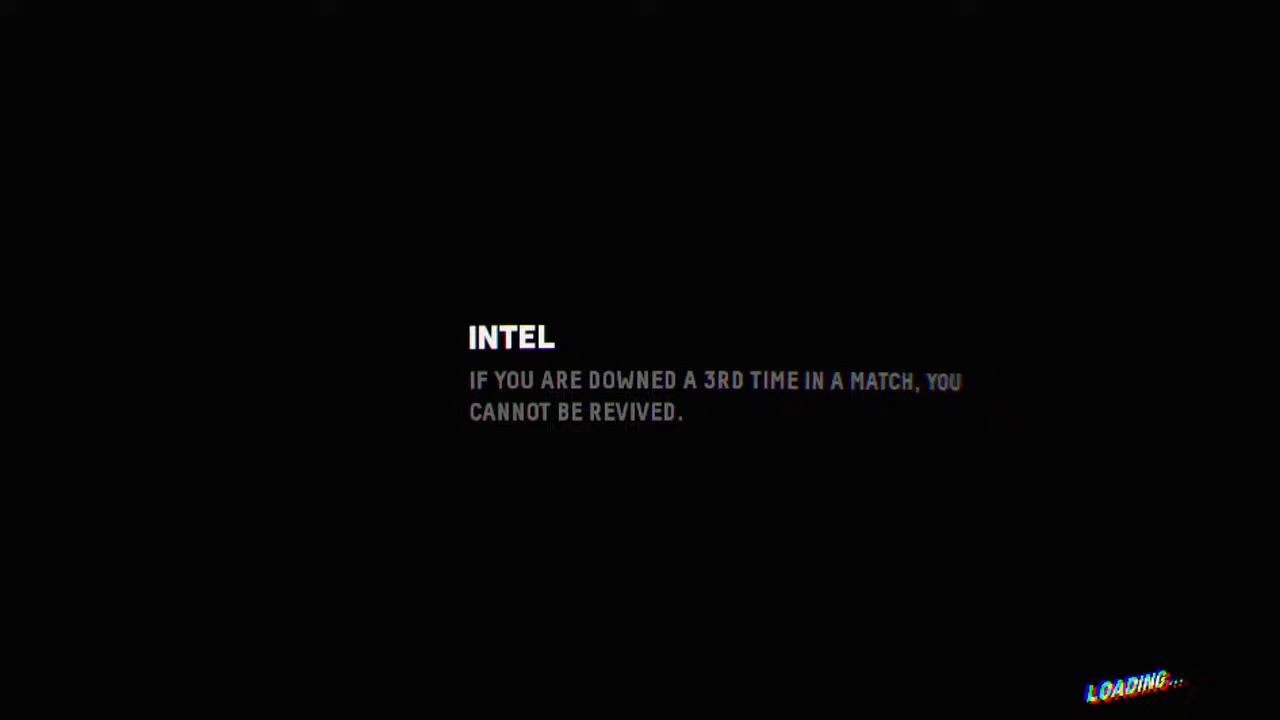 INTEL
IF YOU ARE DOWNED A 3RD TIME IN A MATCH, YOU
CANNOT BE REVIVED.
LOADING...